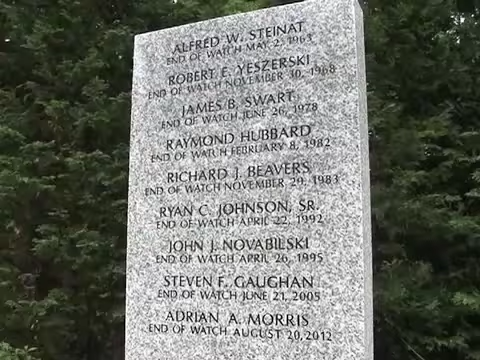 ALFRED W. STEINAT
END OF WATCH MAY 2, 1963
ROBERT E. YESZERSKI
END OF WATCH NOVEMBER 30, 1968
JAMES B. SWART
END OF WATCH JUNE 26, 1978
RAYMOND HUBBARD
END OF WATCH FEBRUARY 8, 1982
RICHARD J. BEAVERS
END OF WATCH NOVEMBER 29, 1983
RYAN C. JOHNSON, SR.
END OF WATCH APRIL 22, 1992
JOHN J. NOVABILSKI
END OF WATCH APRIL 26, 1995
STEVEN F. GAUGHAN
END OF WATCH JUNE 21, 2005
ADRIAN A. MORRIS
END OF WATCH AUGUST 20, 2012